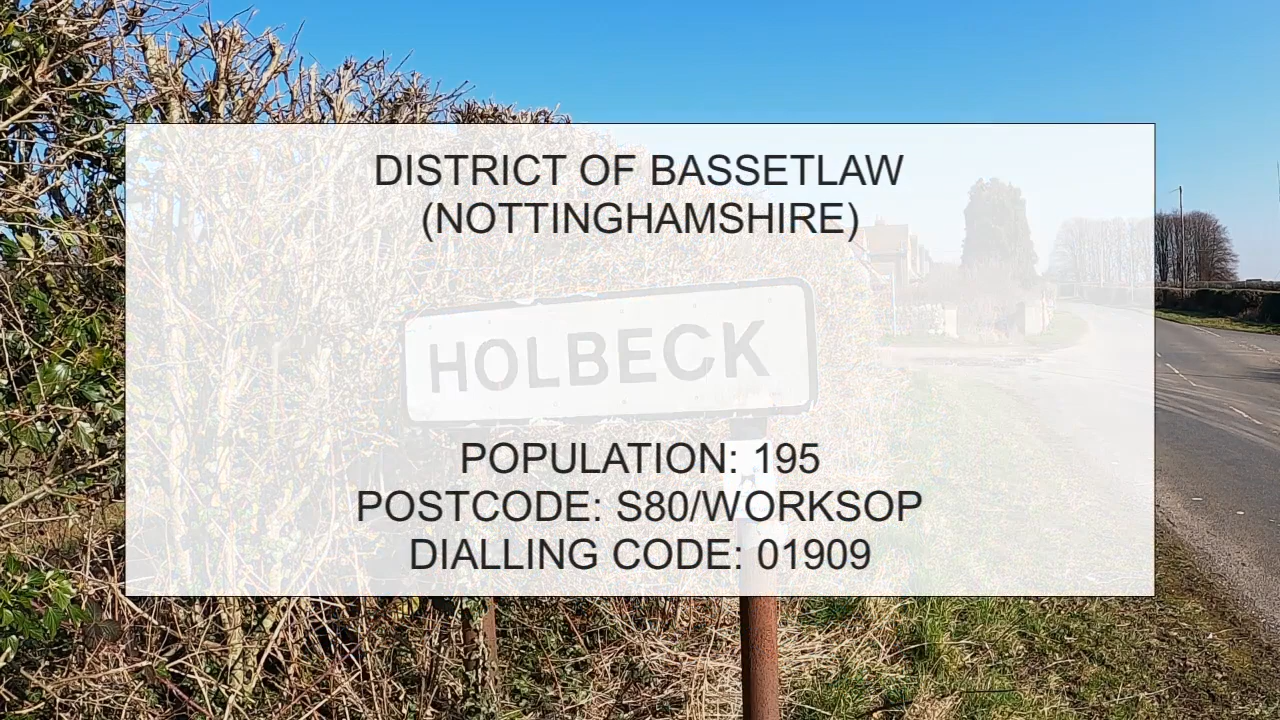 DISTRICT OF BASSETLAW
(NOTTINGHAMSHIRE)
HOLBECK
POPULATION: 195
POSTCODE: S80/WORKSOP
DIALLING CODE: 01909